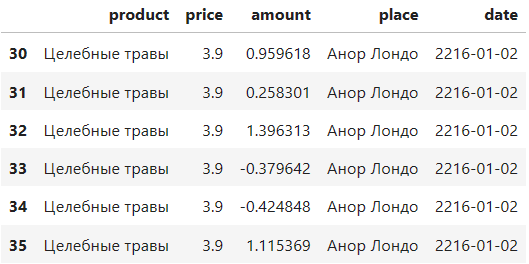 product price amount place date
30 Целебные травы 3.9 0.959618 Анор Лондо 2216-01-02
31 Целебные травы 3.9 0.258301 Анор Лондо 2216-01-02
32 Целебные травы 3.9 1.396313 Анор Лондо 2216-01-02
33 Целебные травы 3.9 -0.379642 Анор Лондо 2216-01-02
34 Целебные травы 3.9 -0.424848 Анор Лондо 2216-01-02
35 Целебные травы 3.9 1.115369 Анор Лондо 2216-01-02